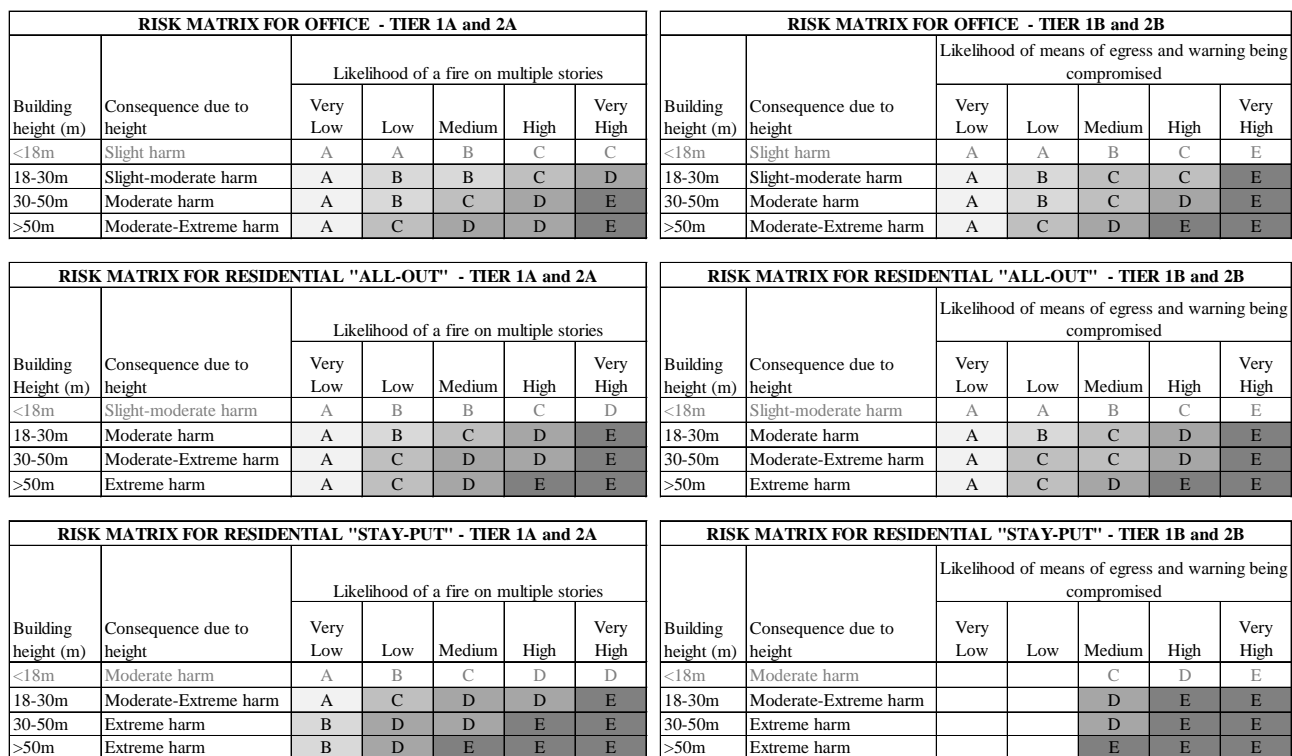 RISK MATRIX FOR OFFICE - TIER 1A and 2A
Likelihood of a fire on multiple stories
Building height (m) Consequence due to height Very Low Low Medium High Very High
<18m Slight harm A A B C C
18-30m Slight-moderate harm A B B C D
30-50m Moderate harm A B C D E
>50m Moderate-Extreme harm A C D D E
RISK MATRIX FOR OFFICE - TIER 1B and 2B
Likelihood of means of egress and warning being compromised
Building height (m) Consequence due to height Very Low Low Medium High Very High
<18m Slight harm A A B C E
18-30m Slight-moderate harm A B C C E
30-50m Moderate harm A B C D E
>50m Moderate-Extreme harm A C D E E
RISK MATRIX FOR RESIDENTIAL "ALL-OUT" - TIER 1A and 2A
Likelihood of a fire on multiple stories
Building Height (m) Consequence due to height Very Low Low Medium High Very High
<18m Slight-moderate harm A B B C D
18-30m Moderate harm A B C D E
30-50m Moderate-Extreme harm A C D D E
>50m Extreme harm A C D E E
RISK MATRIX FOR RESIDENTIAL "ALL-OUT" - TIER 1B and 2B
Likelihood of means of egress and warning being compromised
Building height (m) Consequence due to height Very Low Low Medium High Very High
<18m Slight-moderate harm A A B C E
18-30m Moderate harm A B C D E
30-50m Moderate-Extreme harm A C C D E
>50m Extreme harm A C D E E
RISK MATRIX FOR RESIDENTIAL "STAY-PUT" - TIER 1A and 2A
Likelihood of a fire on multiple stories
Building height (m) Consequence due to height Very Low Low Medium High Very High
<18m Moderate harm A B C D D
18-30m Moderate-Extreme harm A C D D E
30-50m Extreme harm B D D E E
>50m Extreme harm B D E E E
RISK MATRIX FOR RESIDENTIAL "STAY-PUT" - TIER 1B and 2B
Likelihood of means of egress and warning being compromised
Building height (m) Consequence due to height Very Low Low Medium High Very High
<18m Moderate harm C D E
18-30m Moderate-Extreme harm D E E
30-50m Extreme harm D E E
>50m Extreme harm E E E